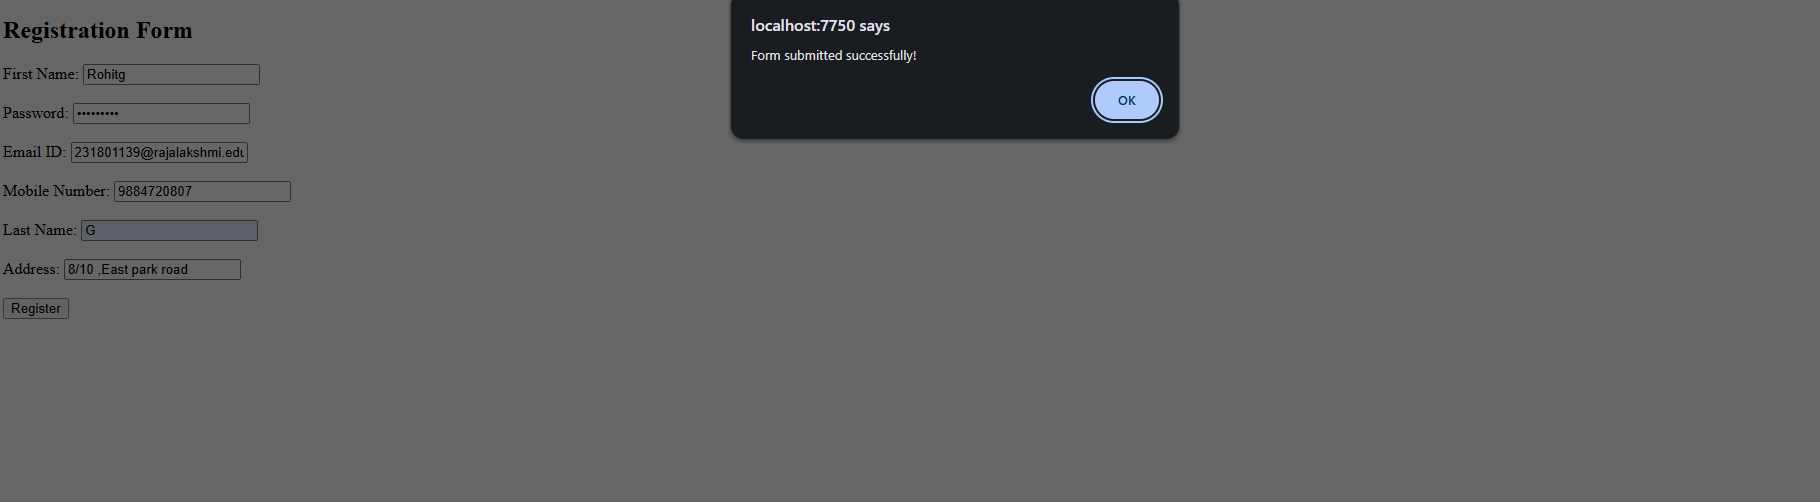 Registration Form
First Name: Rohitg
Password: •••••••••
Email ID: 231801139@rajalakshmi.edu
Mobile Number: 9884720807
Last Name: G
Address: 8/10 ,East park road
Register
localhost:7750 says
Form submitted successfully!
OK